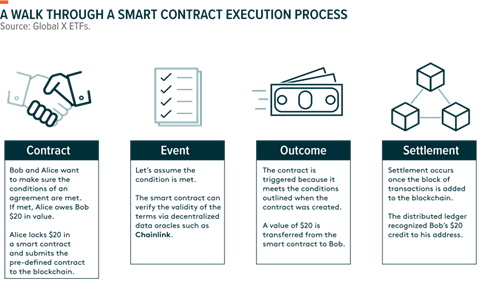 A WALK THROUGH A SMART CONTRACT EXECUTION PROCESS
Source: Global X ETFs.
Contract
Bob and Alice want
to make sure the
conditions of an
agreement are met.
If met, Alice owes Bob
$20 in value.
Alice locks $20 in
a smart contract
and submits the
pre-defined contract
to the blockchain.
Event
Let's assume the
condition is met.
The smart contract can
verify the validity of the
terms via decentralized
data oracles such as
Chainlink.
Outcome
The contract is
triggered because it
meets the conditions
outlined when the
contract was created.
A value of $20 is
transferred from the
smart contract to Bob.
Settlement
Settlement occurs
once the block of
transactions is added
to the blockchain.
The distributed ledger
recognized Bob's $20
credit to his address.